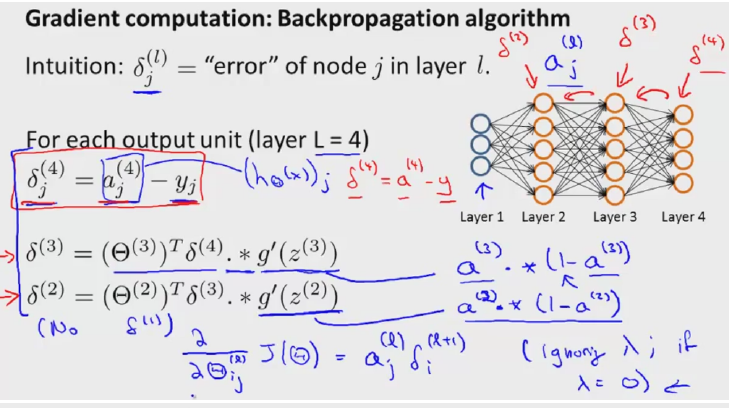 Gradient computation: Backpropagation algorithm
Intuition: δ_j^(l) = “error” of node j in layer l.
a_j^(l)
δ^(2)
δ^(3)
δ^(4)
For each output unit (layer L = 4)
δ_j^(4) = a_j^(4) − y_j
(h_Θ(x))_j
δ^(4) = a^(4) - y
Layer 1
Layer 2
Layer 3
Layer 4
δ^(3) = (Θ^(3))^T δ^(4) . ∗ g′(z^(3))
a^(3) .* (1-a^(3))
δ^(2) = (Θ^(2))^T δ^(3) . ∗ g′(z^(2))
a^(2) .* (1-a^(2))
(No δ^(1))
∂/∂Θ_ij^(l) J(Θ) = a_j^(l) δ_i^(l+1)
(Ignoring λ; if
λ = 0)